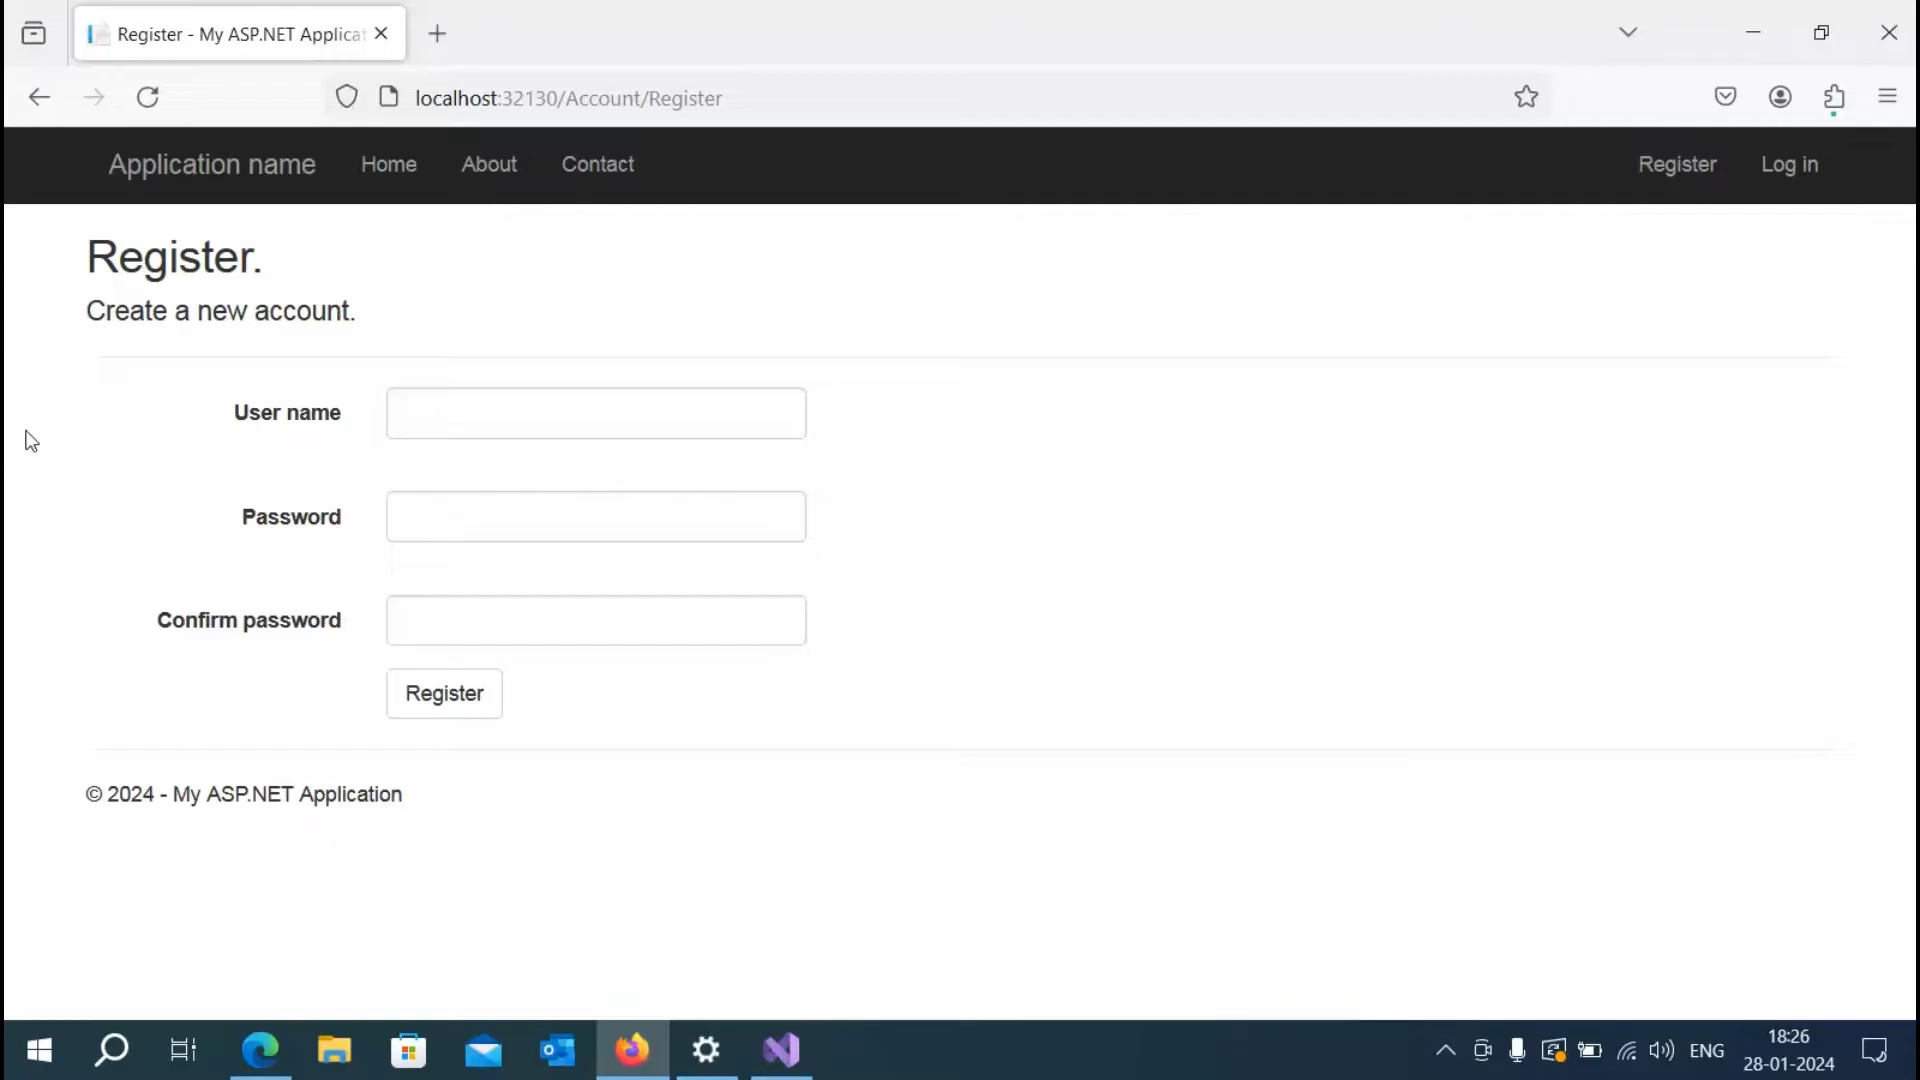 Register - My ASP.NET Applicat
localhost:32130/Account/Register
Application name Home About Contact Register Log in
Register.
Create a new account.
User name
Password
Confirm password
Register
© 2024 - My ASP.NET Application
ENG
18:26
28-01-2024